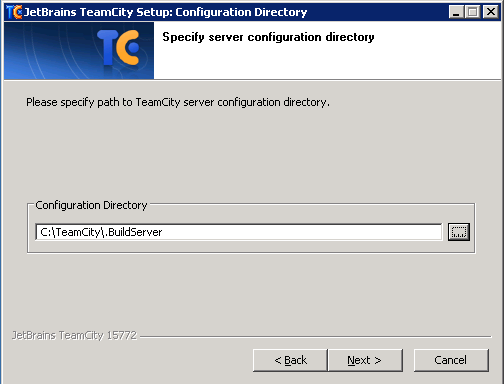 TC JetBrains TeamCity Setup: Configuration Directory
TC
Specify server configuration directory
Please specify path to TeamCity server configuration directory.
Configuration Directory
C:\TeamCity\.BuildServer
...
JetBrains TeamCity 15772
< Back
Next >
Cancel